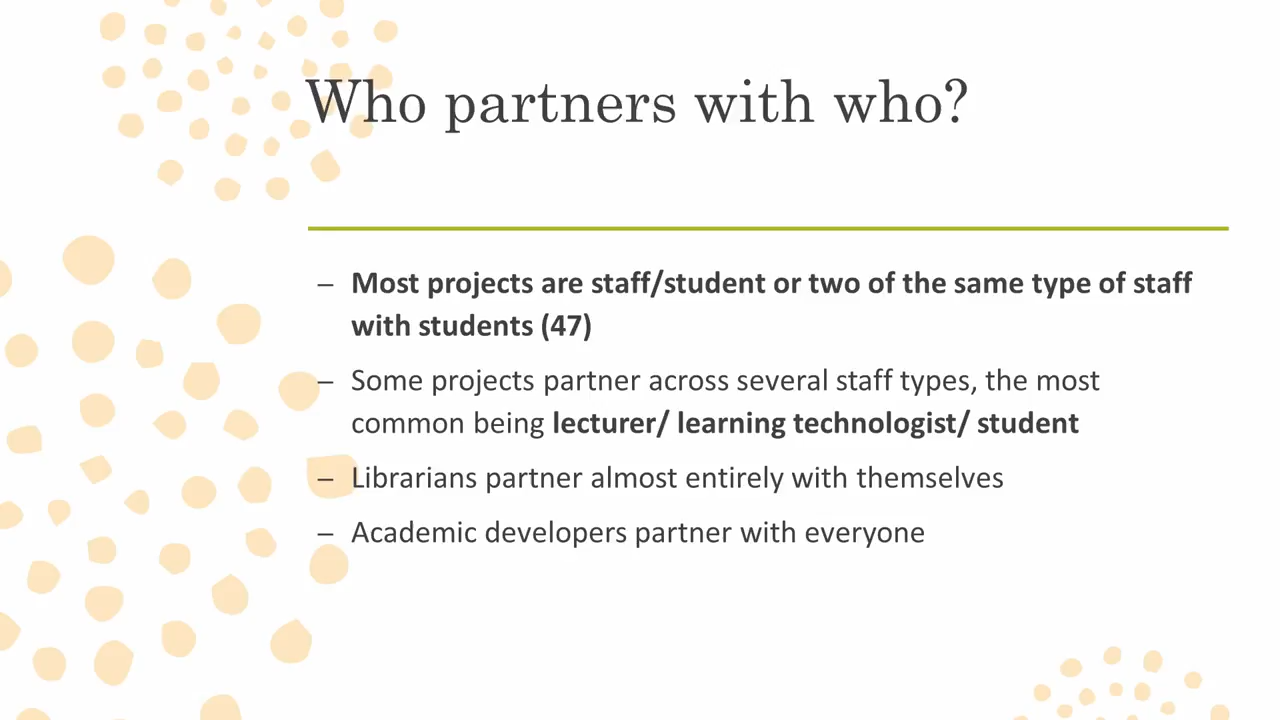 Who partners with who?
– Most projects are staff/student or two of the same type of staff
with students (47)
– Some projects partner across several staff types, the most
common being lecturer/ learning technologist/ student
– Librarians partner almost entirely with themselves
– Academic developers partner with everyone